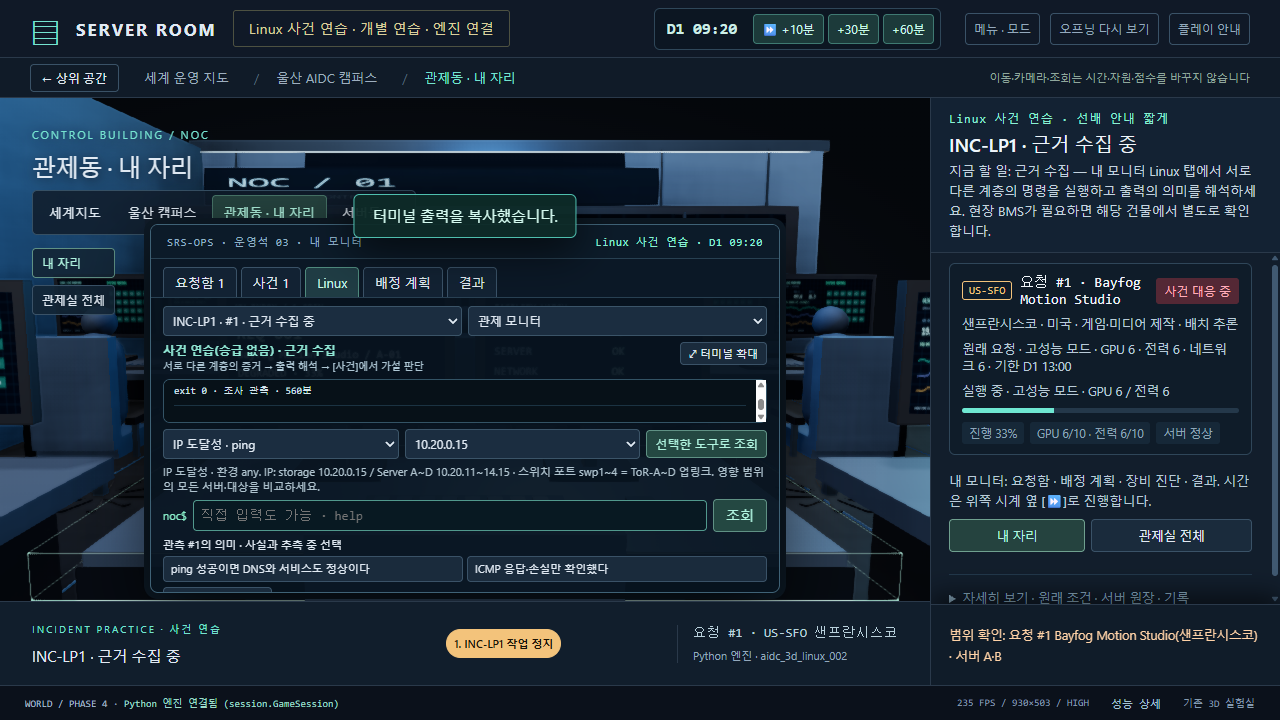 SERVER ROOM
Linux 사건 연습 · 개별 연습 · 엔진 연결
D1 09:20
⏩ +10분
+30분
+60분
메뉴 · 모드
오프닝 다시 보기
플레이 안내
← 상위 공간
세계 운영 지도 / 울산 AIDC 캠퍼스 / 관제동 · 내 자리
이동·카메라·조회는 시간·자원·점수를 바꾸지 않습니다
CONTROL BUILDING / NOC
관제동 · 내 자리
NOC / 01
세계지도
울산 캠퍼스
관제동 · 내 자리
터미널 출력을 복사했습니다.
내 자리
관제실 전체
SRS-OPS · 운영석 03 · 내 모니터
Linux 사건 연습 · D1 09:20
요청함 1
사건 1
Linux
배정 계획
결과
INC-LP1 · #1 · 근거 수집 중
관제 모니터
사건 연습(승급 없음) · 근거 수집
서로 다른 계층의 증거 → 출력 해석 → [사건]에서 가설 판단
⤢ 터미널 확대
exit 0 · 조사 관측 · 560분
IP 도달성 · ping
10.20.0.15
선택한 도구로 조회
IP 도달성 · 환경 any. IP: storage 10.20.0.15 / Server A~D 10.20.11~14.15 · 스위치 포트 swp1~4 = ToR-A~D 업링크. 영향 범위
의 모든 서버·대상을 비교하세요.
noc$
직접 입력도 가능 · help
조회
관측 #1의 의미 · 사실과 추측 중 선택
ping 성공이면 DNS와 서비스도 정상이다
ICMP 응답·손실만 확인했다
Linux 사건 연습 · 선배 안내 짧게
INC-LP1 · 근거 수집 중
지금 할 일: 근거 수집 — 내 모니터 Linux 탭에서 서로
다른 계층의 명령을 실행하고 출력의 의미를 해석하세
요. 현장 BMS가 필요하면 해당 건물에서 별도로 확인
합니다.
US-SFO
요청 #1 · Bayfog
Motion Studio
사건 대응 중
샌프란시스코 · 미국 · 게임·미디어 제작 · 배치 추론
원래 요청 · 고성능 모드 · GPU 6 · 전력 6 · 네트워
크 6 · 기한 D1 13:00
실행 중 · 고성능 모드 · GPU 6 / 전력 6
진행 33%
GPU 6/10 · 전력 6/10
서버 정상
내 모니터: 요청함 · 배정 계획 · 장비 진단 · 결과. 시간
은 위쪽 시계 옆 [⏩]로 진행합니다.
내 자리
관제실 전체
▶ 자세히 보기 · 원래 조건 · 서버 원장 · 기록
범위 확인: 요청 #1 Bayfog Motion Studio(샌프란시스코)
· 서버 A·B
INCIDENT PRACTICE · 사건 연습
INC-LP1 · 근거 수집 중
1. INC-LP1 작업 정지
요청 #1 · US-SFO 샌프란시스코
Python 엔진 · aidc_3d_linux_002
WORLD / PHASE 4 · Python 엔진 연결됨 (session.GameSession)
235 FPS / 930×503 / HIGH
성능 상세
기존 3D 실험실